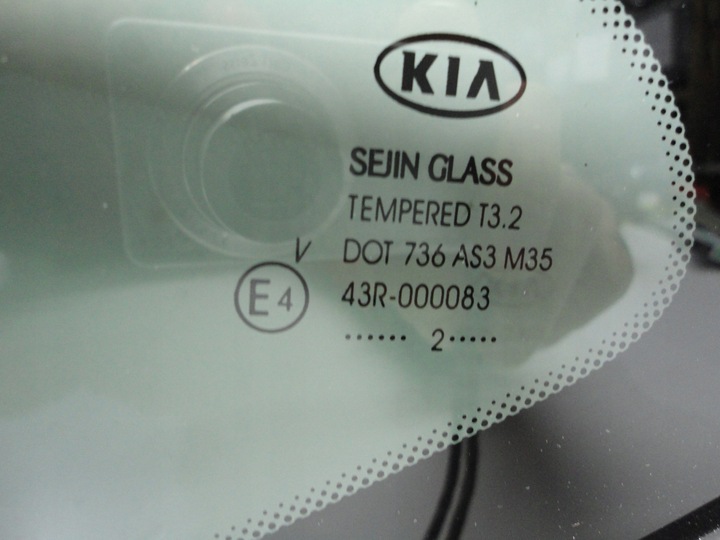 KIA
SEJIN GLASS
TEMPERED T3.2
V DOT 736 AS3 M35
E4 43R-000083
...... 2.....